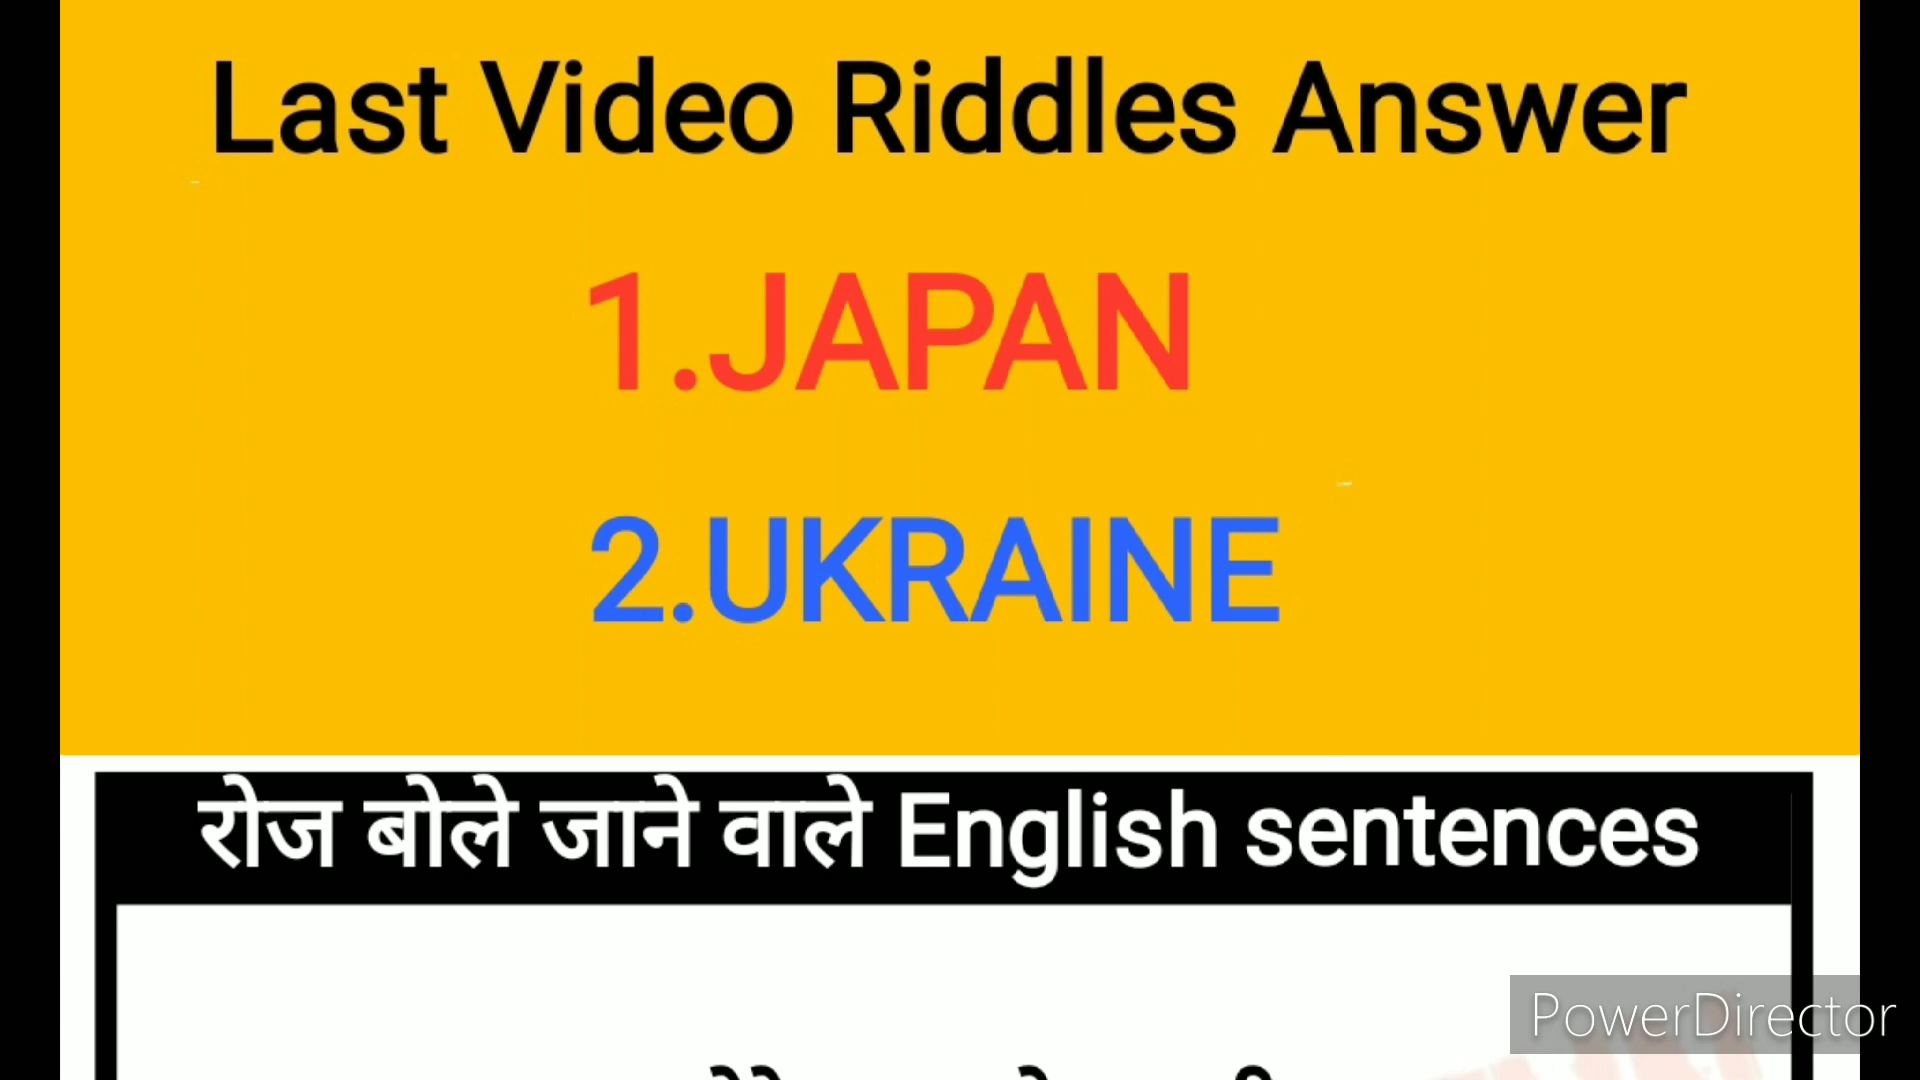 Last Video Riddles Answer
1.JAPAN
2.UKRAINE
रोज बोले जाने वाले English sentences
PowerDirector